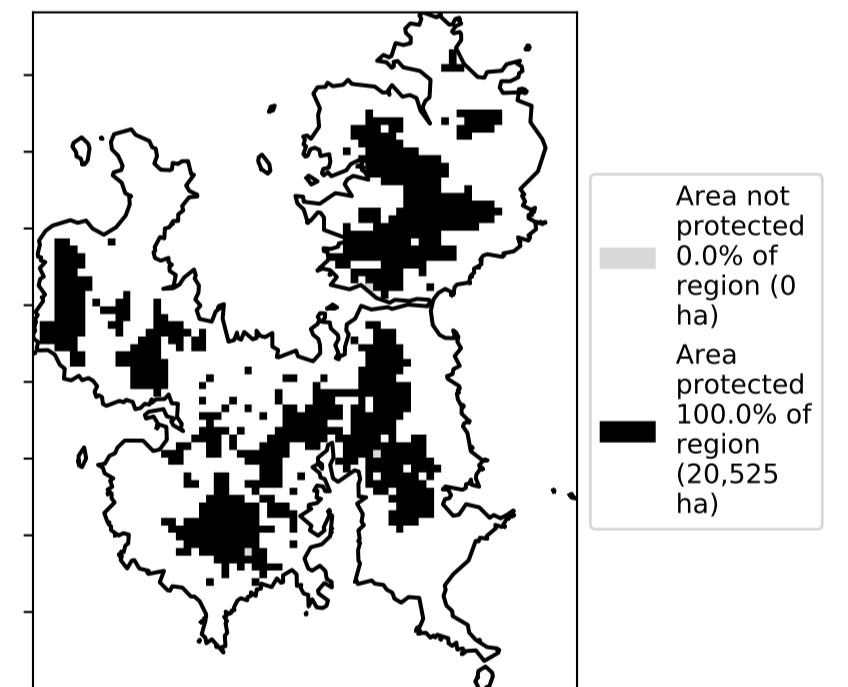 Area not
protected
0.0% of
region (0
ha)
Area
protected
100.0% of
region
(20,525
ha)